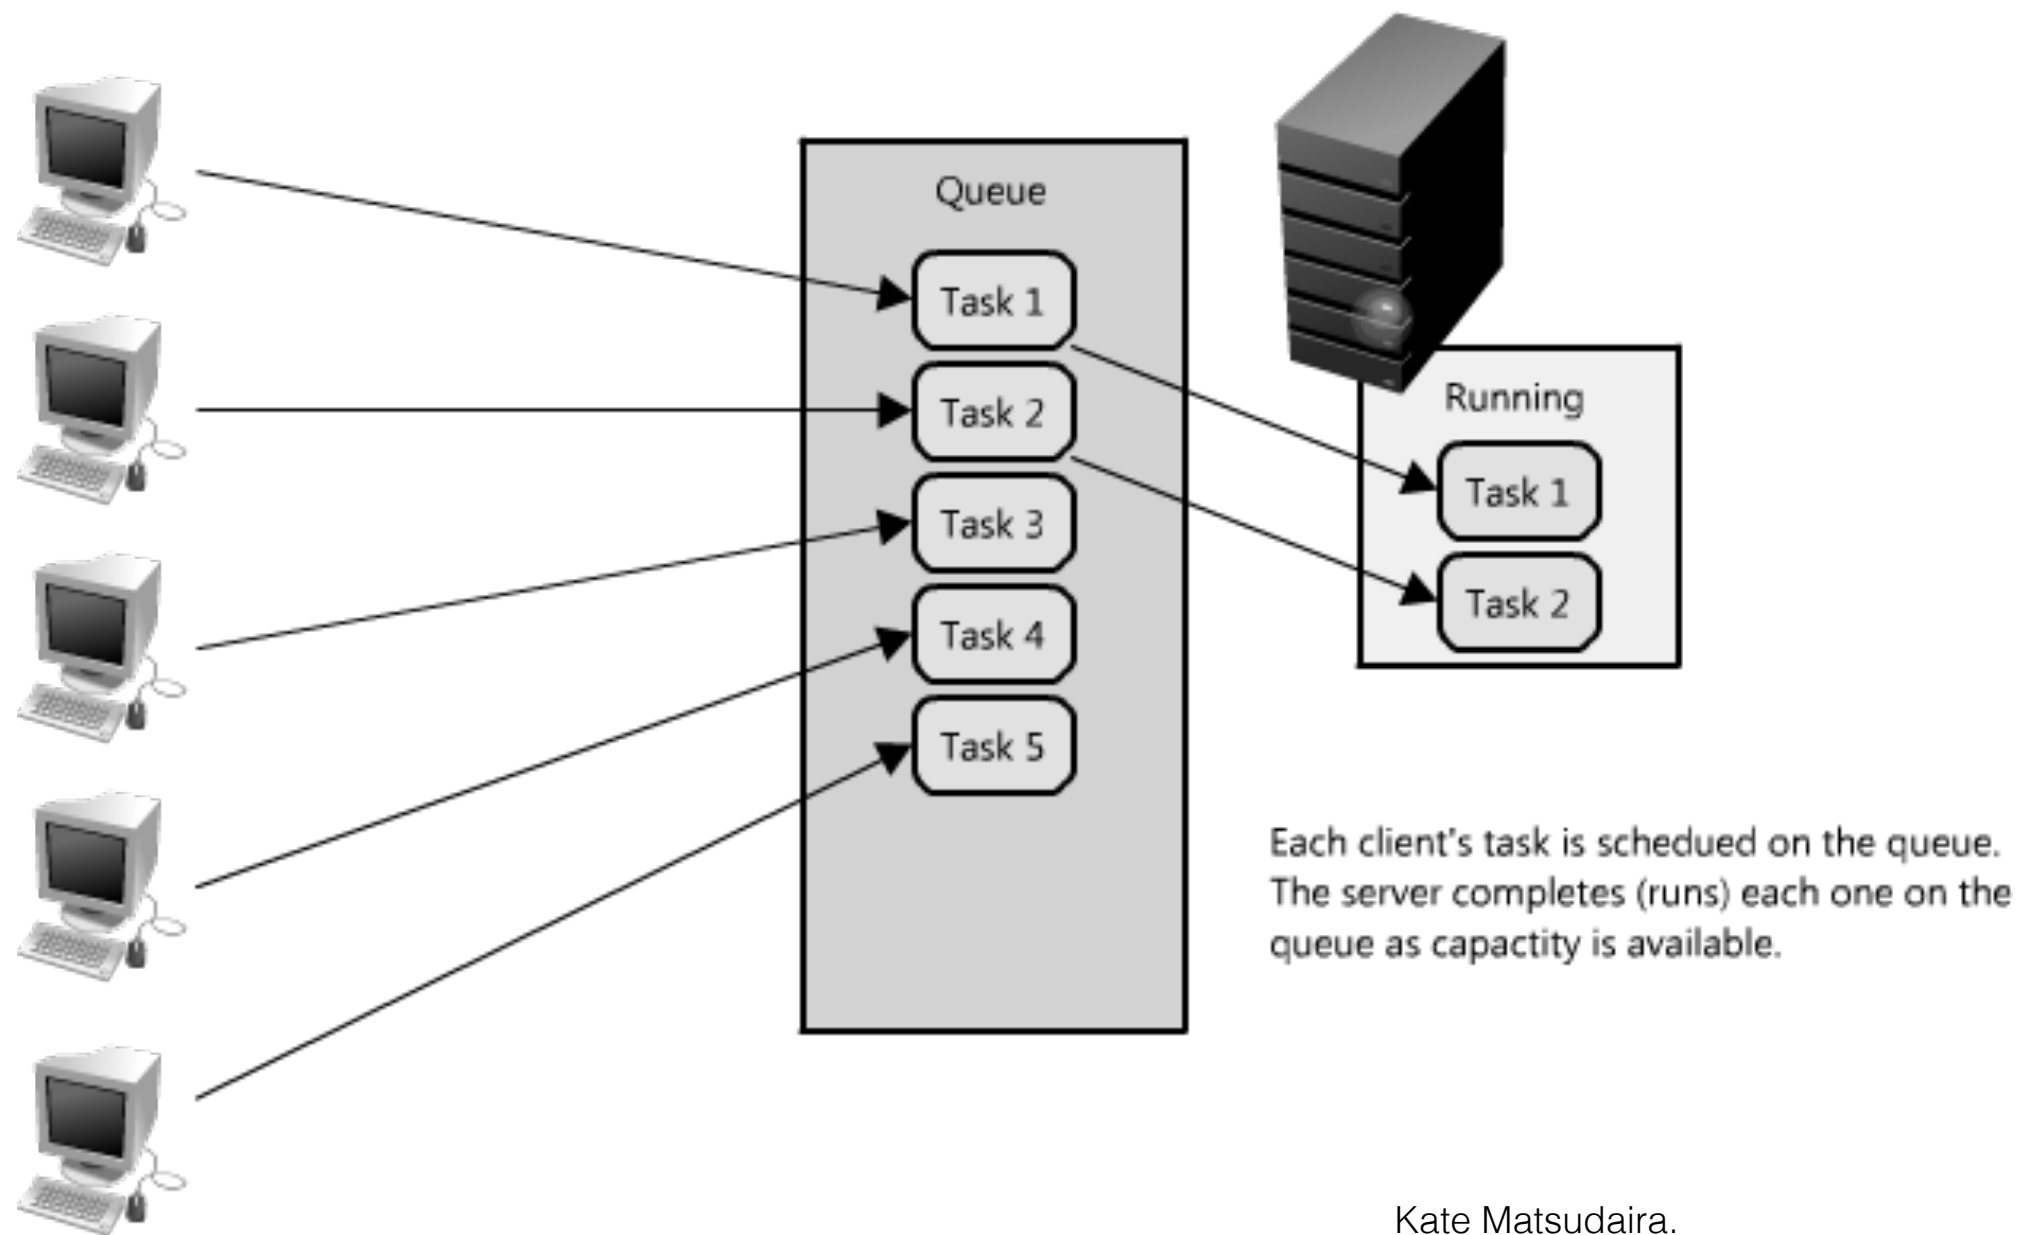 Queue
Task 1
Task 2
Task 3
Task 4
Task 5
Running
Task 1
Task 2
Each client's task is schedued on the queue.
The server completes (runs) each one on the
queue as capactity is available.
Kate Matsudaira.